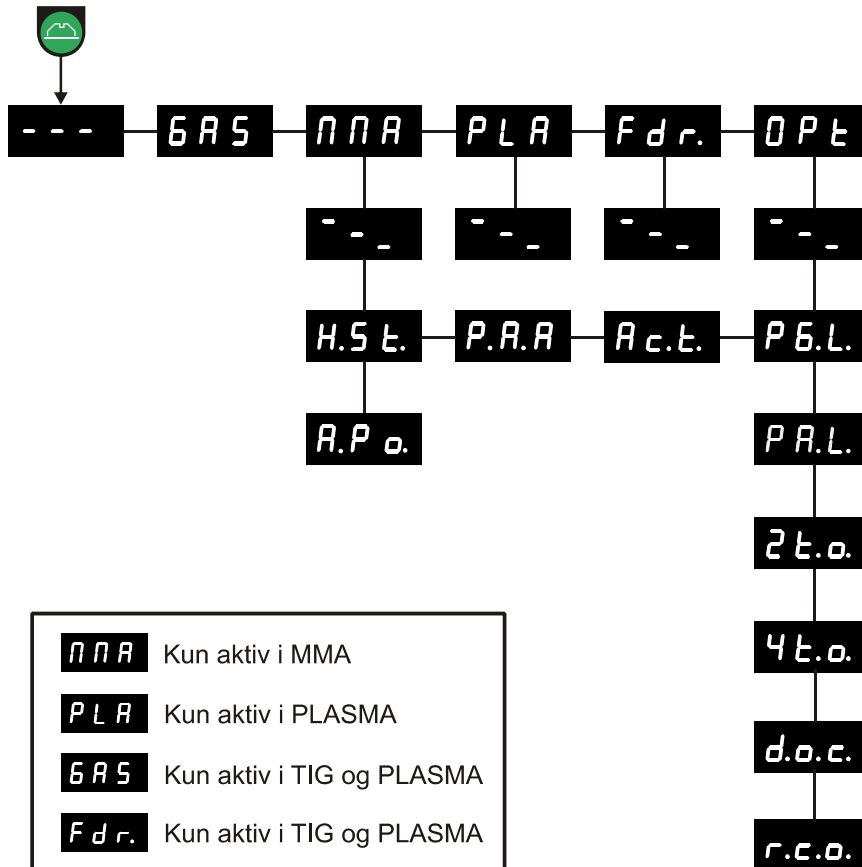 --- GAS MMA PLA Fdr. OPt
¯-_ ¯-_ ¯-_ ¯-_
H.St. P.A.A Ac.t. PG.L.
A.Po. PA.L.
2t.o.
4t.o.
d.o.c.
r.c.o.
MMA Kun aktiv i MMA
PLA Kun aktiv i PLASMA
GAS Kun aktiv i TIG og PLASMA
Fdr. Kun aktiv i TIG og PLASMA